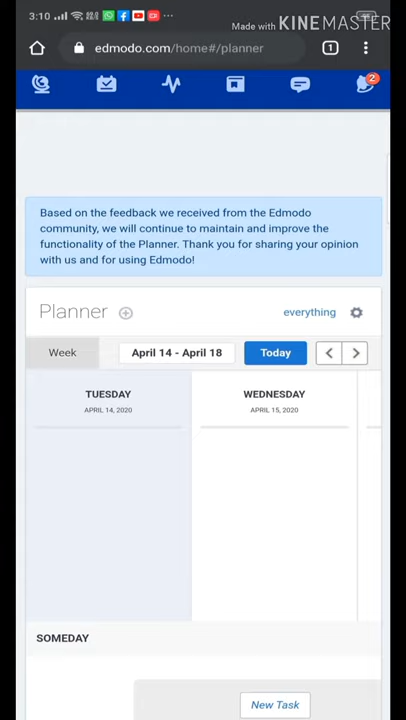 3:10
Made with KINEMASTER
edmodo.com/home#/planner
1
2
Based on the feedback we received from the Edmodo
community, we will continue to maintain and improve the
functionality of the Planner. Thank you for sharing your opinion
with us and for using Edmodo!
Planner
everything
Week
April 14 - April 18
Today
TUESDAY
WEDNESDAY
APRIL 14, 2020
APRIL 15, 2020
SOMEDAY
New Task